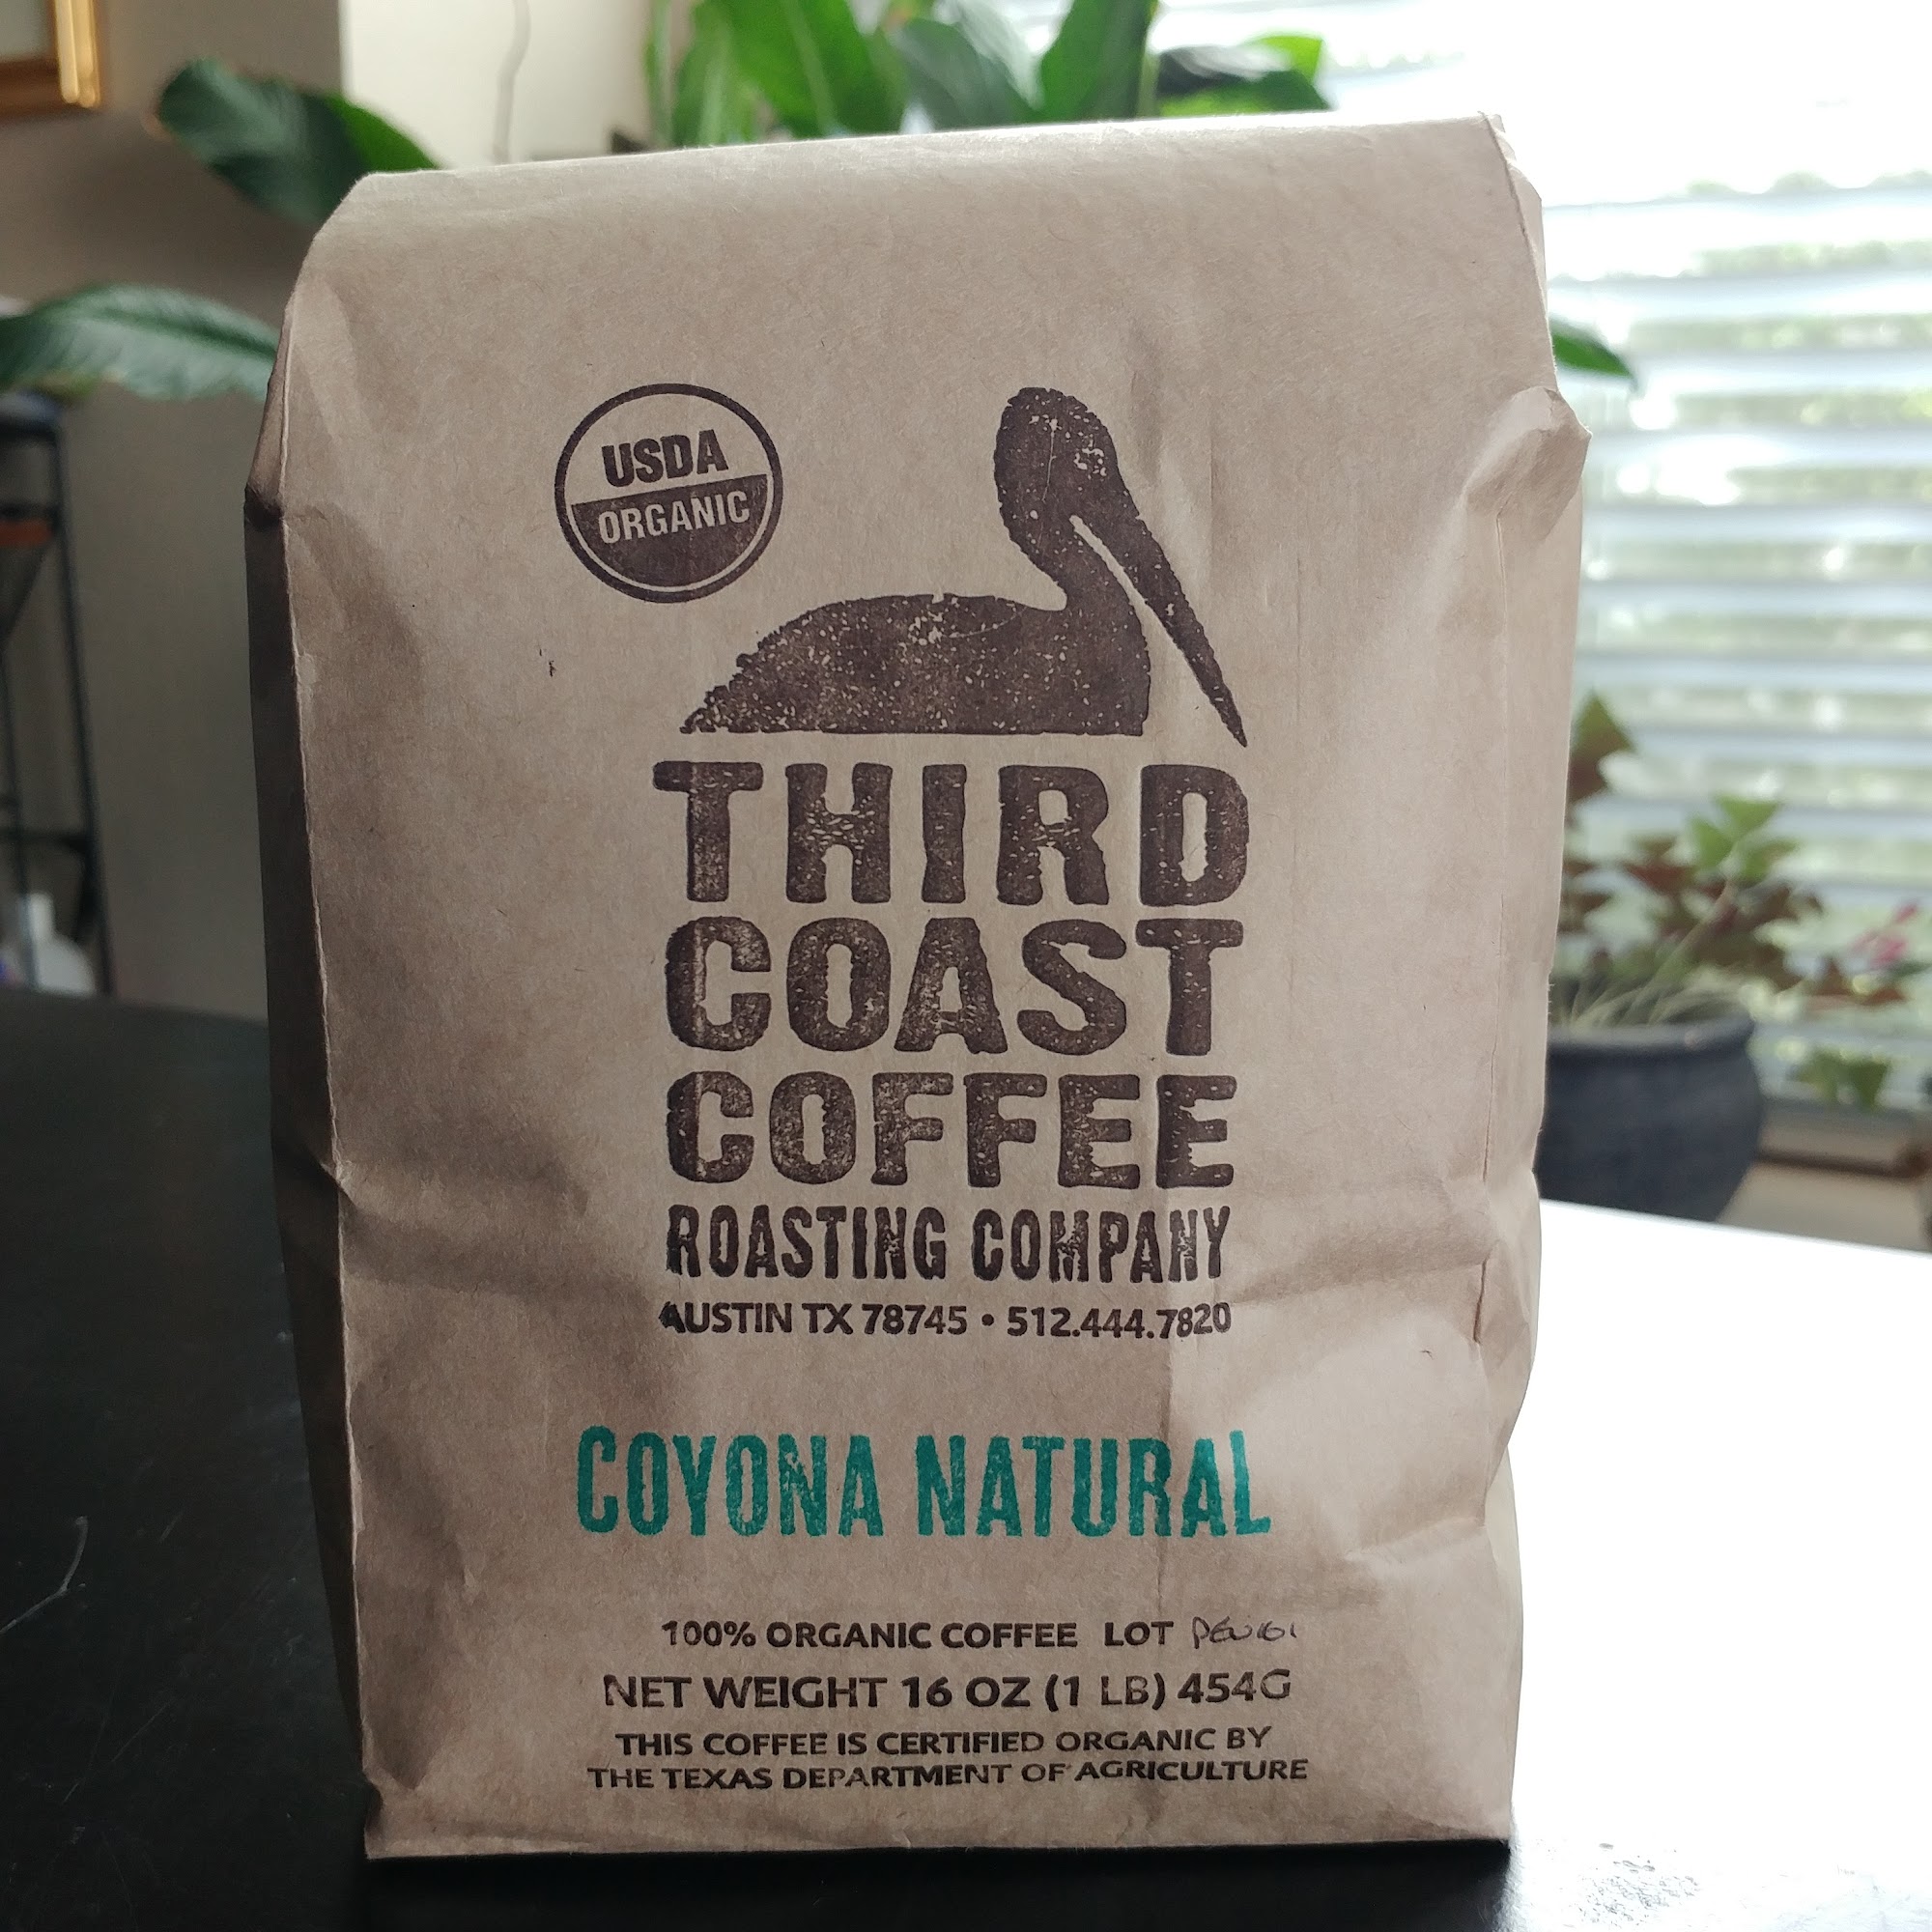 USDA
ORGANIC
THIRD
COAST
COFFEE
ROASTING COMPANY
AUSTIN TX 78745 • 512.444.7820
COYONA NATURAL
100% ORGANIC COFFEE LOT
NET WEIGHT 16 OZ (1 LB) 454G
THIS COFFEE IS CERTIFIED ORGANIC BY
THE TEXAS DEPARTMENT OF AGRICULTURE